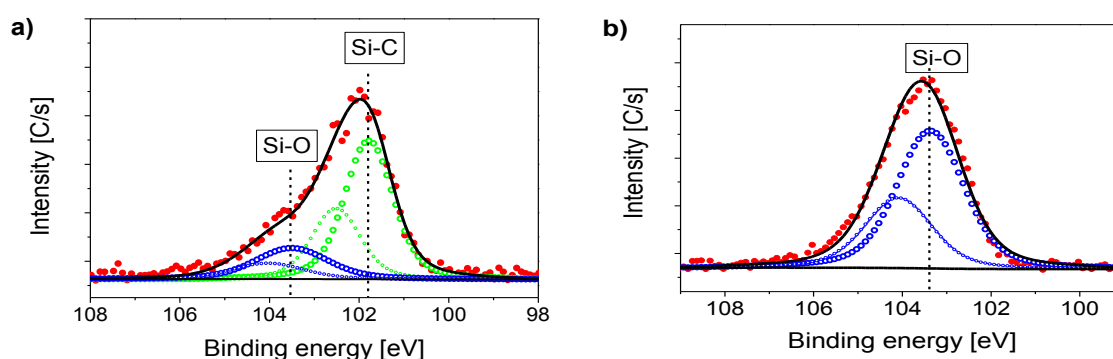 a)
Si-C
Si-O
Intensity [C/s]
108 106 104 102 100 98
Binding energy [eV]
b)
Si-O
Intensity [C/s]
106 104 102 100
Binding energy [eV]